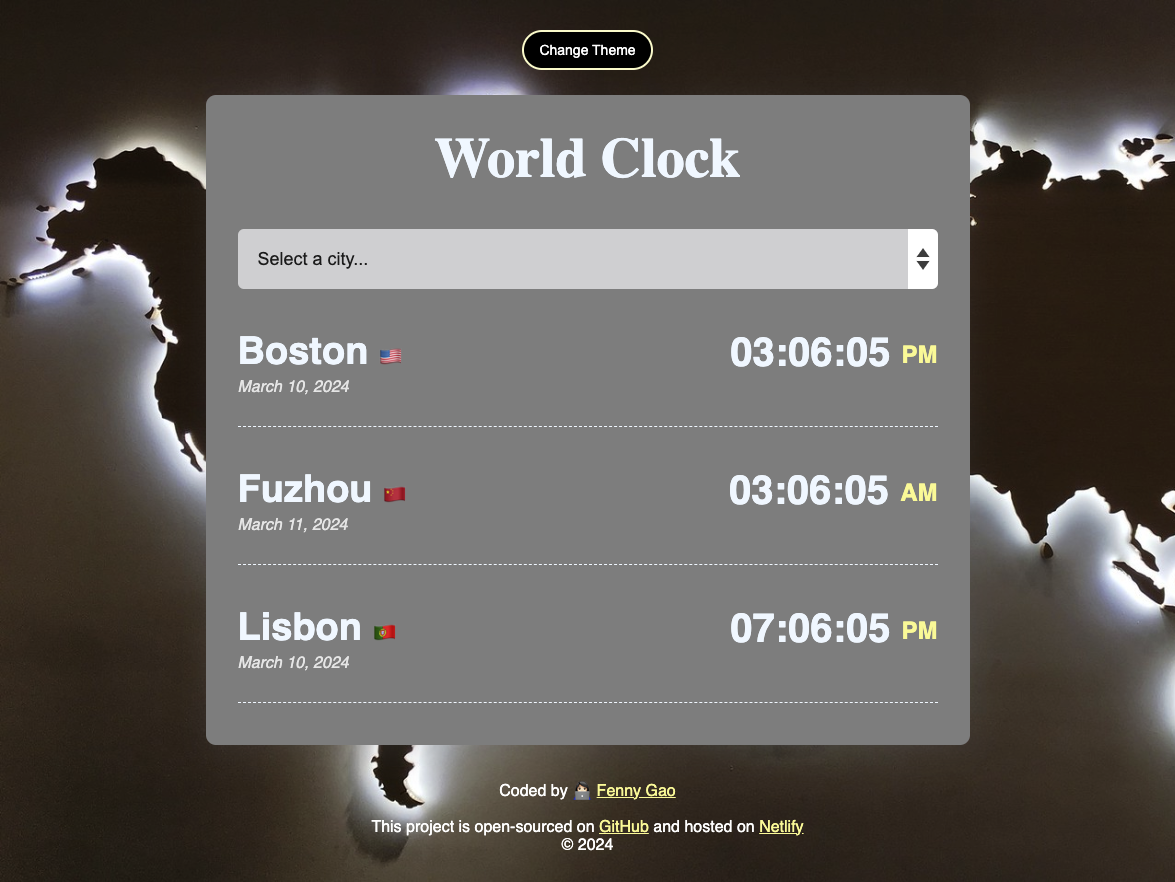 Change Theme
World Clock
Select a city...
Boston 🇺🇸 03:06:05 PM
March 10, 2024
Fuzhou 🇨🇳 03:06:05 AM
March 11, 2024
Lisbon 🇵🇹 07:06:05 PM
March 10, 2024
Coded by 👩🏻‍💻 Fenny Gao
This project is open-sourced on GitHub and hosted on Netlify
© 2024